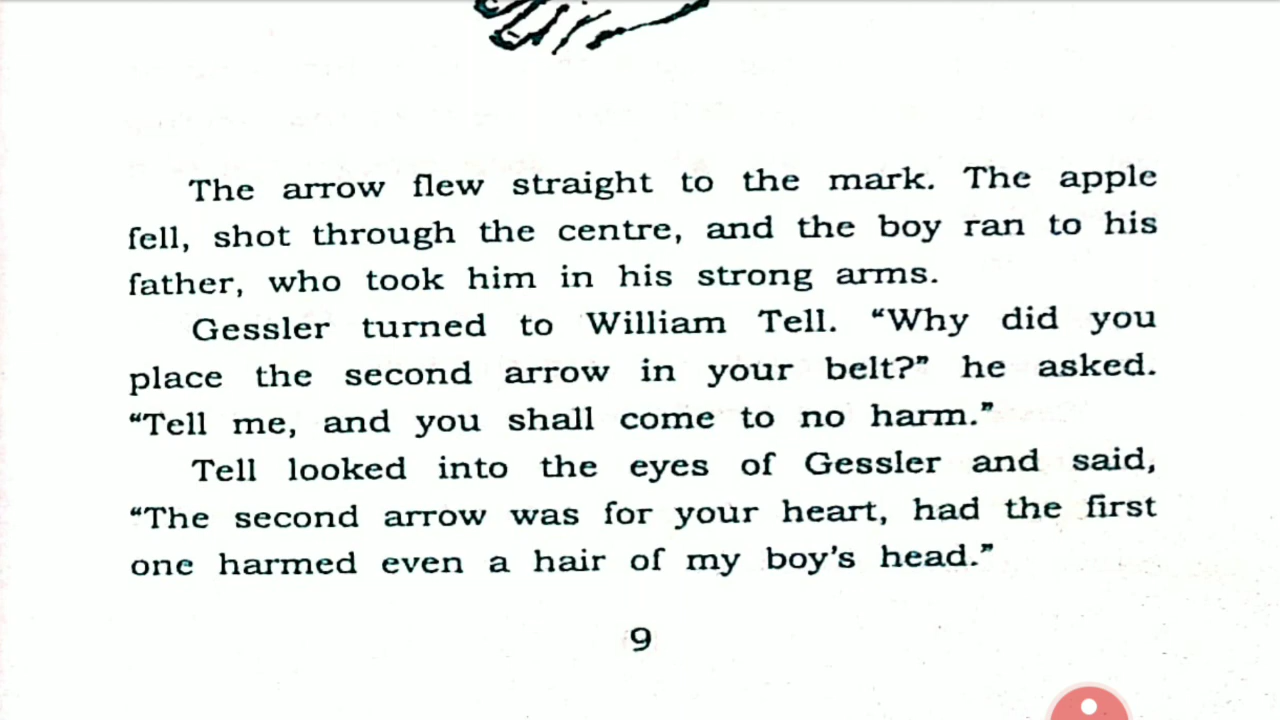 The arrow flew straight to the mark. The apple
fell, shot through the centre, and the boy ran to his
father, who took him in his strong arms.
Gessler turned to William Tell. “Why did you
place the second arrow in your belt?” he asked.
“Tell me, and you shall come to no harm.”
Tell looked into the eyes of Gessler and said,
“The second arrow was for your heart, had the first
one harmed even a hair of my boy’s head.”
9